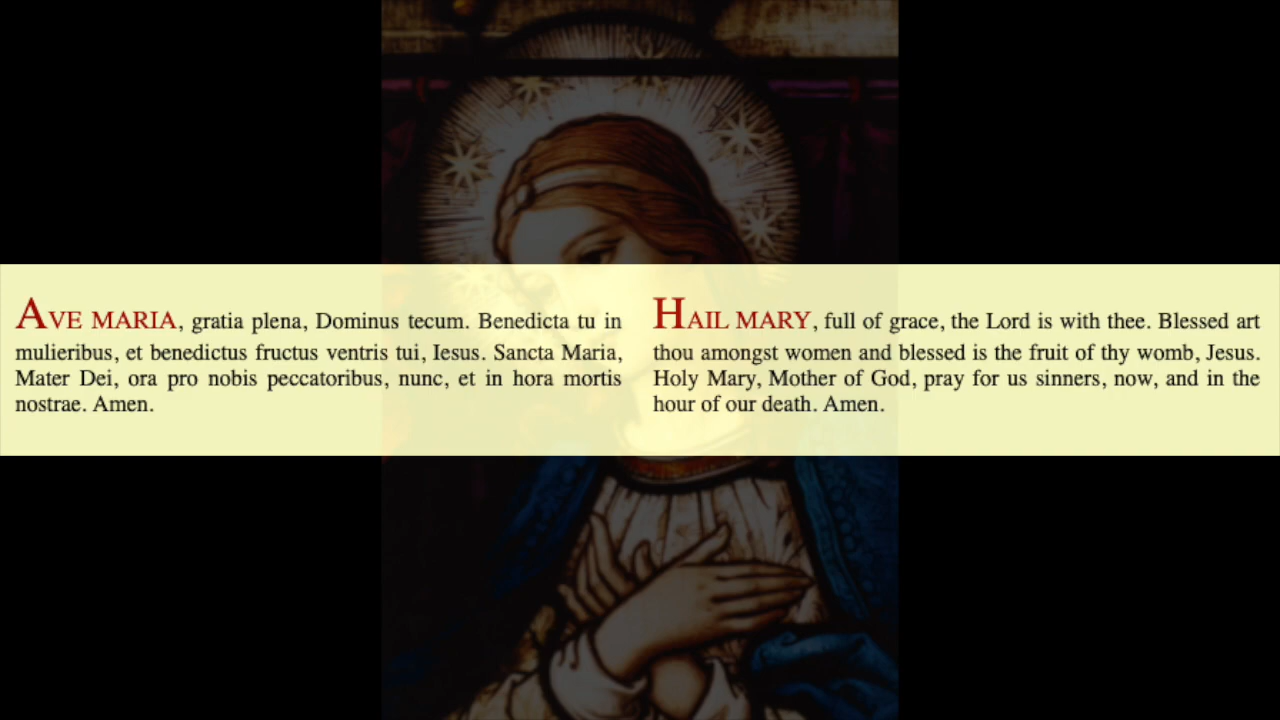 AVE MARIA, gratia plena, Dominus tecum. Benedicta tu in
mulieribus, et benedictus fructus ventris tui, Iesus. Sancta Maria,
Mater Dei, ora pro nobis peccatoribus, nunc, et in hora mortis
nostrae. Amen.
HAIL MARY, full of grace, the Lord is with thee. Blessed art
thou amongst women and blessed is the fruit of thy womb, Jesus.
Holy Mary, Mother of God, pray for us sinners, now, and in the
hour of our death. Amen.